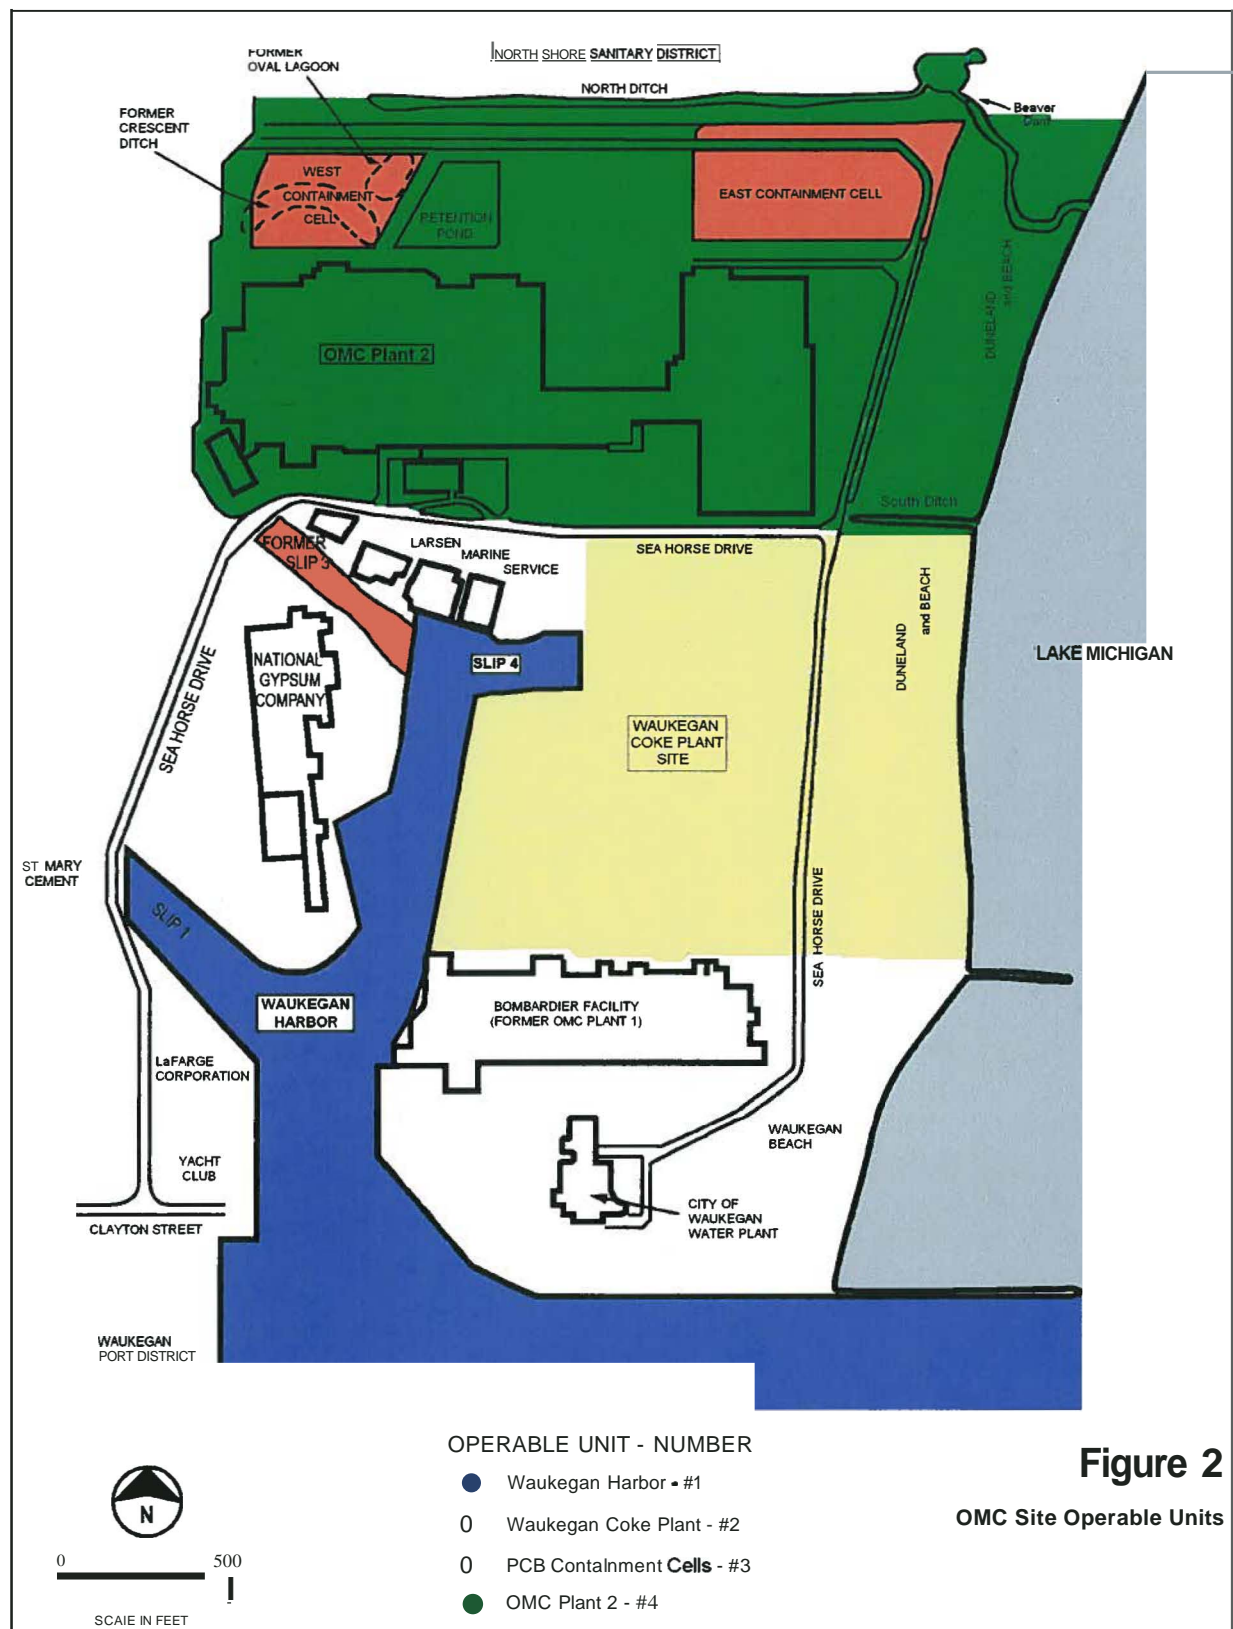 FORMER
OVAL LAGOON
NORTH SHORE SANITARY DISTRICT
NORTH DITCH
FORMER
CRESCENT
DITCH
Beaver
Dam
WEST
CONTAINMENT
CELL
EAST CONTAINMENT CELL
RETENTION
POND
DUNELAND
and BEACH
OMC Plant 2
South Ditch
FORMER
SLIP 3
LARSEN
MARINE
SERVICE
SEA HORSE DRIVE
DUNELAND
and BEACH
SLIP 4
NATIONAL
GYPSUM
COMPANY
SEA HORSE DRIVE
LAKE MICHIGAN
WAUKEGAN
COKE PLANT
SITE
ST MARY
CEMENT
SLIP 1
SEA HORSE DRIVE
WAUKEGAN
HARBOR
BOMBARDIER FACILITY
(FORMER OMC PLANT 1)
LaFARGE
CORPORATION
WAUKEGAN
BEACH
YACHT
CLUB
CITY OF
WAUKEGAN
WATER PLANT
CLAYTON STREET
WAUKEGAN
PORT DISTRICT
OPERABLE UNIT - NUMBER
Waukegan Harbor - #1
0 Waukegan Coke Plant - #2
0 PCB Contalnment Cells - #3
OMC Plant 2 - #4
Figure 2
OMC Site Operable Units
N
0 500
SCAIE IN FEET